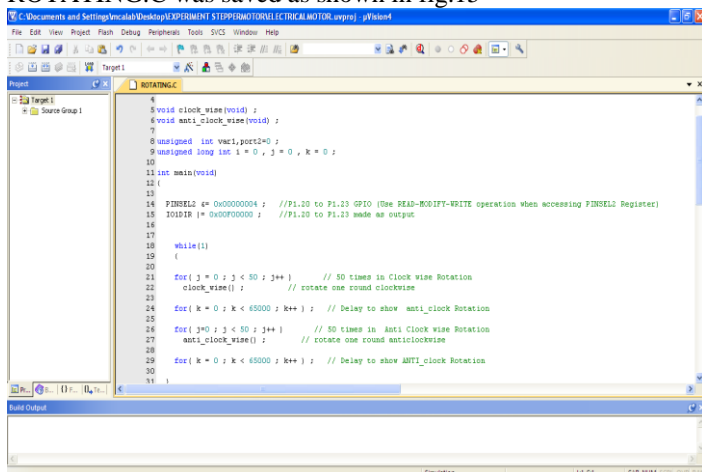 ROTATING.C was saved as shown in fig.15
C:\Documents and Settings\mcalab\Desktop\EXPERIMENT STEPPERMOTOR\ELECTRICALMOTOR.uvproj - µVision4
File Edit View Project Flash Debug Peripherals Tools SVCS Window Help
Target 1
Project
ROTATING.C
Target 1
Source Group 1
4
5 void clock_wise(void) ;
6 void anti_clock_wise(void) ;
7
8 unsigned int var1,port2=0 ;
9 unsigned long int i = 0 , j = 0 , k = 0 ;
10
11 int main(void)
12 {
13
14 PINSEL2 &= 0x00000004 ; //P1.20 to P1.23 GPIO (Use READ-MODIFY-WRITE operation when accessing PINSEL2 Register)
15 IO1DIR |= 0x00F00000 ; //P1.20 to P1.23 made as output
16
17
18 while(1)
19 {
20
21 for( j = 0 ; j < 50 ; j++ ) // 50 times in Clock wise Rotation
22 clock_wise() ; // rotate one round clockwise
23
24 for( k = 0 ; k < 65000 ; k++ ) ; // Delay to show anti_clock Rotation
25
26 for( j=0 ; j < 50 ; j++ ) // 50 times in Anti Clock wise Rotation
27 anti_clock_wise() ; // rotate one round anticlockwise
28
29 for( k = 0 ; k < 65000 ; k++ ) ; // Delay to show ANTI_clock Rotation
30
31 }
Pr... B... {} F... 0. Te...
Build Output